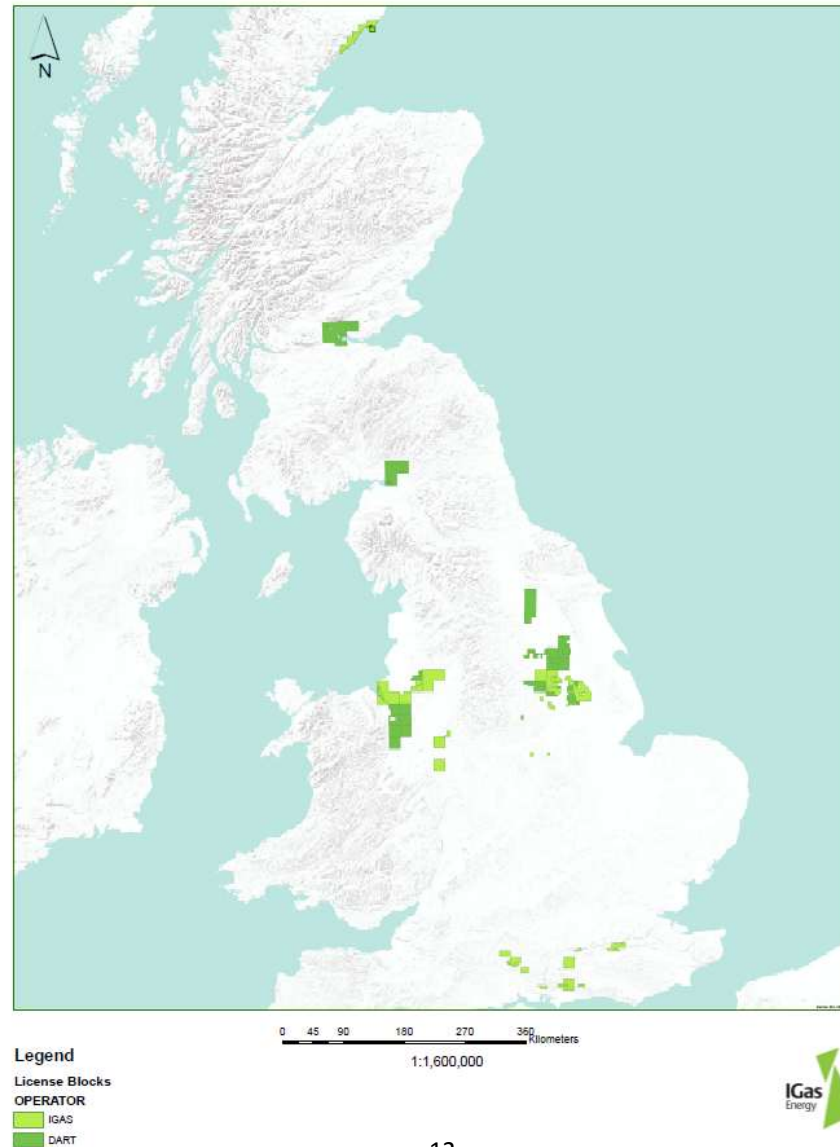 N
0 45 90 180 270 360
Kilometers
1:1,600,000
Legend
License Blocks
OPERATOR
IGAS
DART
IGas
Energy
13